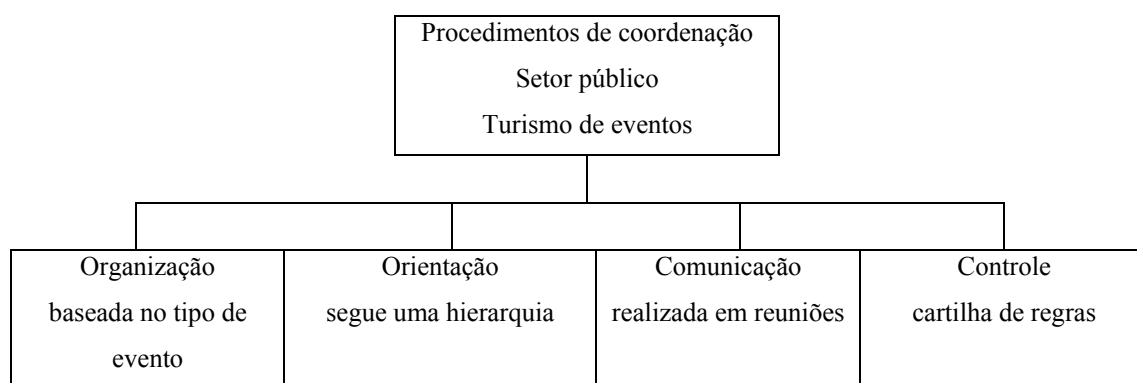 Procedimentos de coordenação
Setor público
Turismo de eventos
Organização
baseada no tipo de
evento
Orientação
segue uma hierarquia
Comunicação
realizada em reuniões
Controle
cartilha de regras